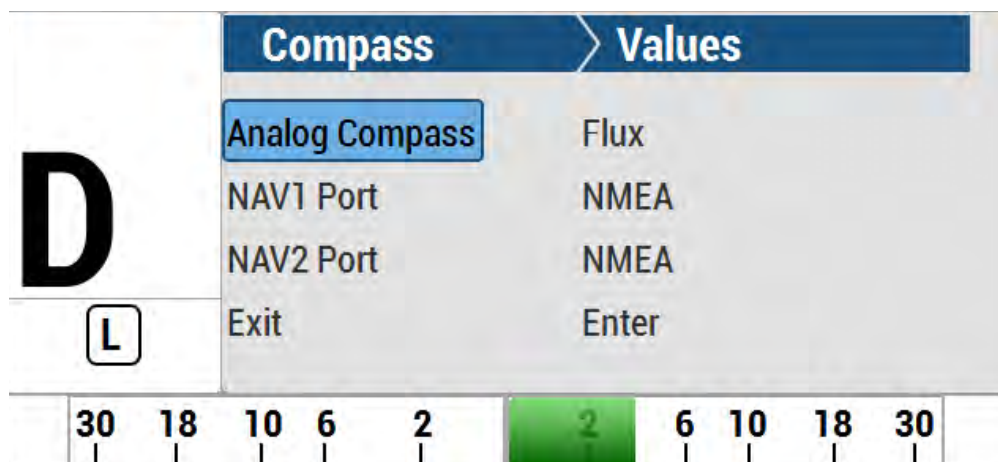 Compass Values
Analog Compass Flux
NAV1 Port NMEA
D
NAV2 Port NMEA
Exit Enter
L
30 18 10 6 2 2 6 10 18 30